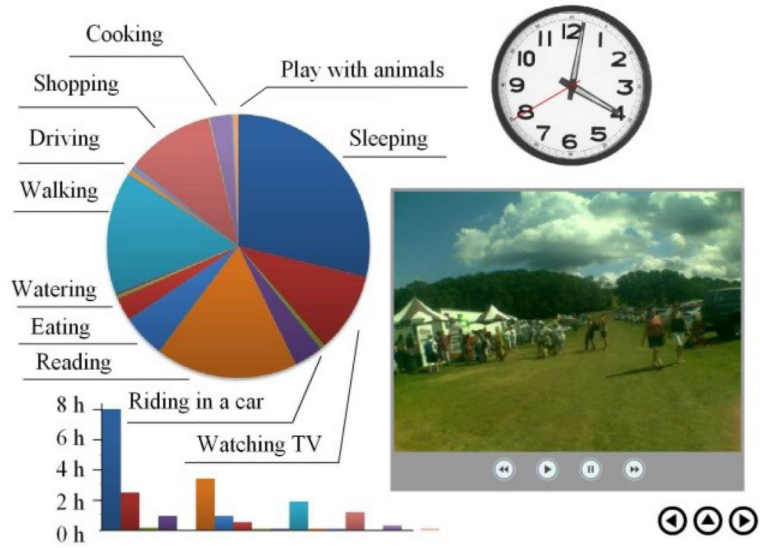 Cooking
Play with animals
Shopping
Sleeping
Driving
Walking
Watering
Eating
Reading
Riding in a car
Watching TV
8 h
6 h
4 h
2 h
0 h
12
1
2
3
4
5
6
7
8
9
10
11